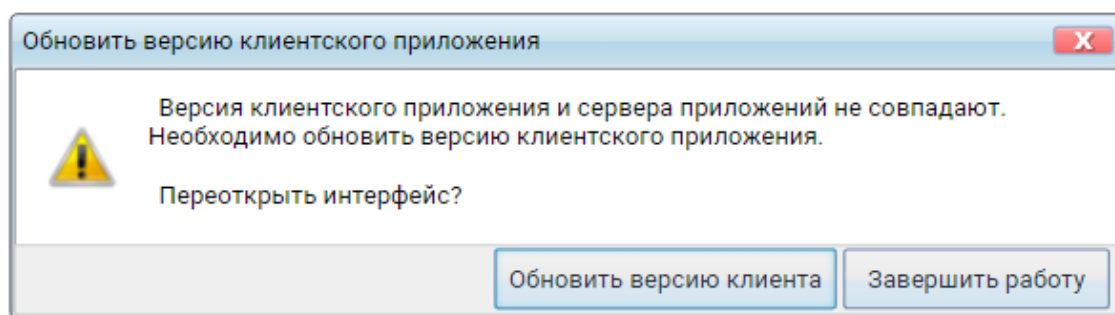 Обновить версию клиентского приложения
X
Версия клиентского приложения и сервера приложений не совпадают.
Необходимо обновить версию клиентского приложения.
Переоткрыть интерфейс?
Обновить версию клиента
Завершить работу